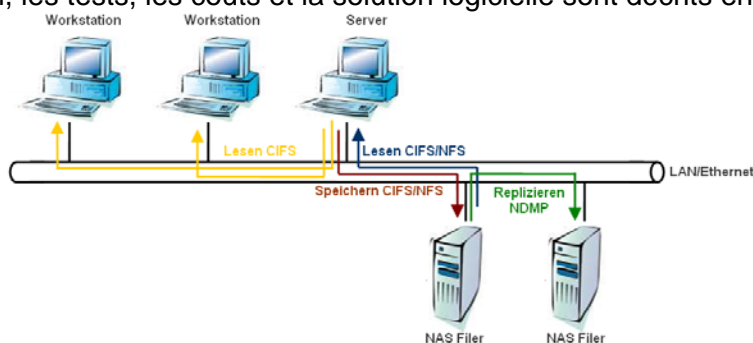 , les tests, les coûts et la solution logicielle sont décrits en
Workstation Workstation Server
Lesen CIFS Lesen CIFS/NFS
LAN/Ethernet
Speichern CIFS/NFS Replizieren
NDMP
NAS Filer NAS Filer